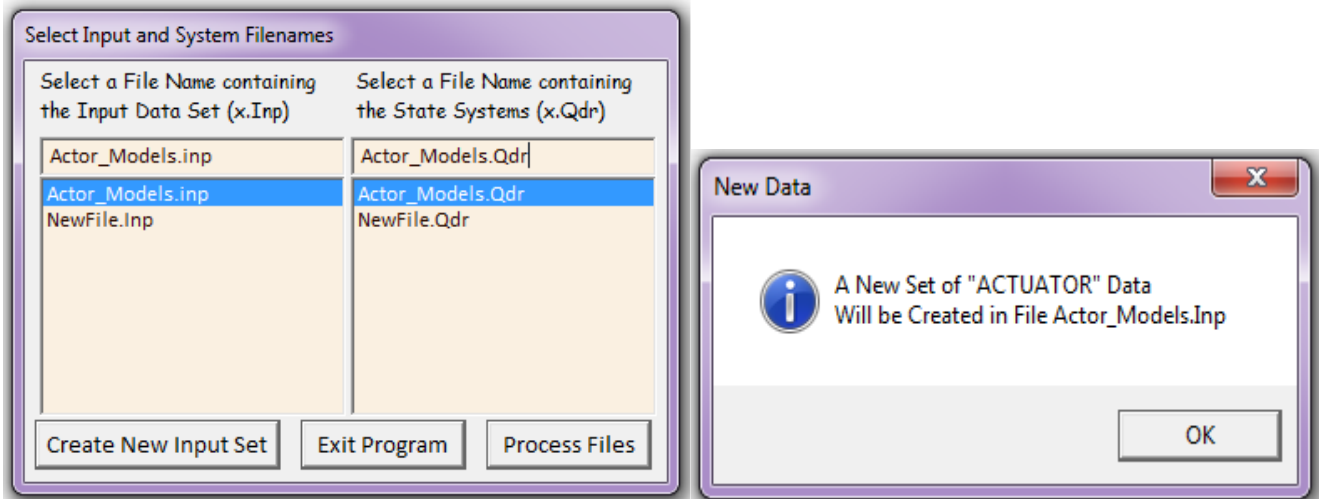 Select Input and System Filenames
Select a File Name containing
the Input Data Set (x.Inp)
Select a File Name containing
the State Systems (x.Qdr)
Actor_Models.inp
Actor_Models.Qdr
Actor_Models.inp
NewFile.Inp
Actor_Models.Qdr
NewFile.Qdr
Create New Input Set
Exit Program
Process Files
New Data
A New Set of "ACTUATOR" Data
Will be Created in File Actor_Models.Inp
OK